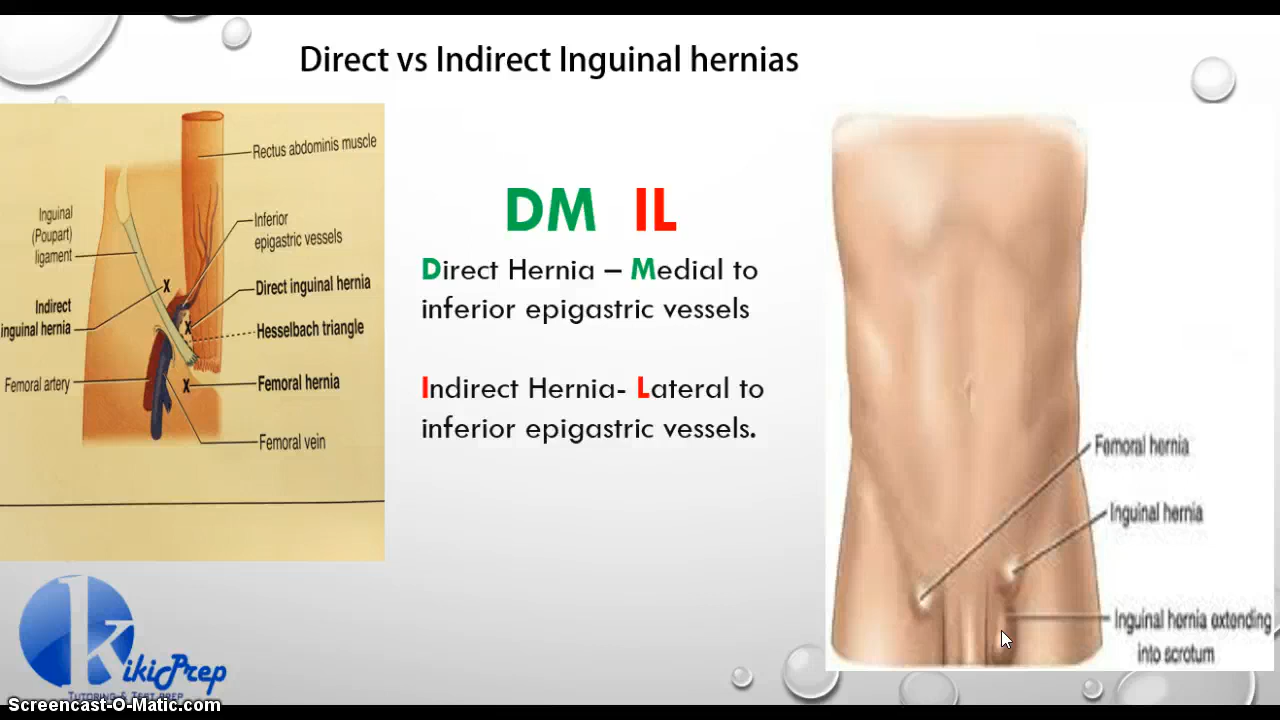 Direct vs Indirect Inguinal hernias
Rectus abdominis muscle
Inguinal
(Poupart)
ligament
Inferior
epigastric vessels
Direct inguinal hernia
Indirect
inguinal hernia
Hesselbach triangle
Femoral artery
Femoral hernia
Femoral vein
X
X
X
DM IL
Direct Hernia – Medial to
inferior epigastric vessels
Indirect Hernia- Lateral to
inferior epigastric vessels.
Femoral hernia
Inguinal hernia
Inguinal hernia extending
into scrotum
kikiPrep
TUTORING & TEST PREP
Screencast-O-Matic.com